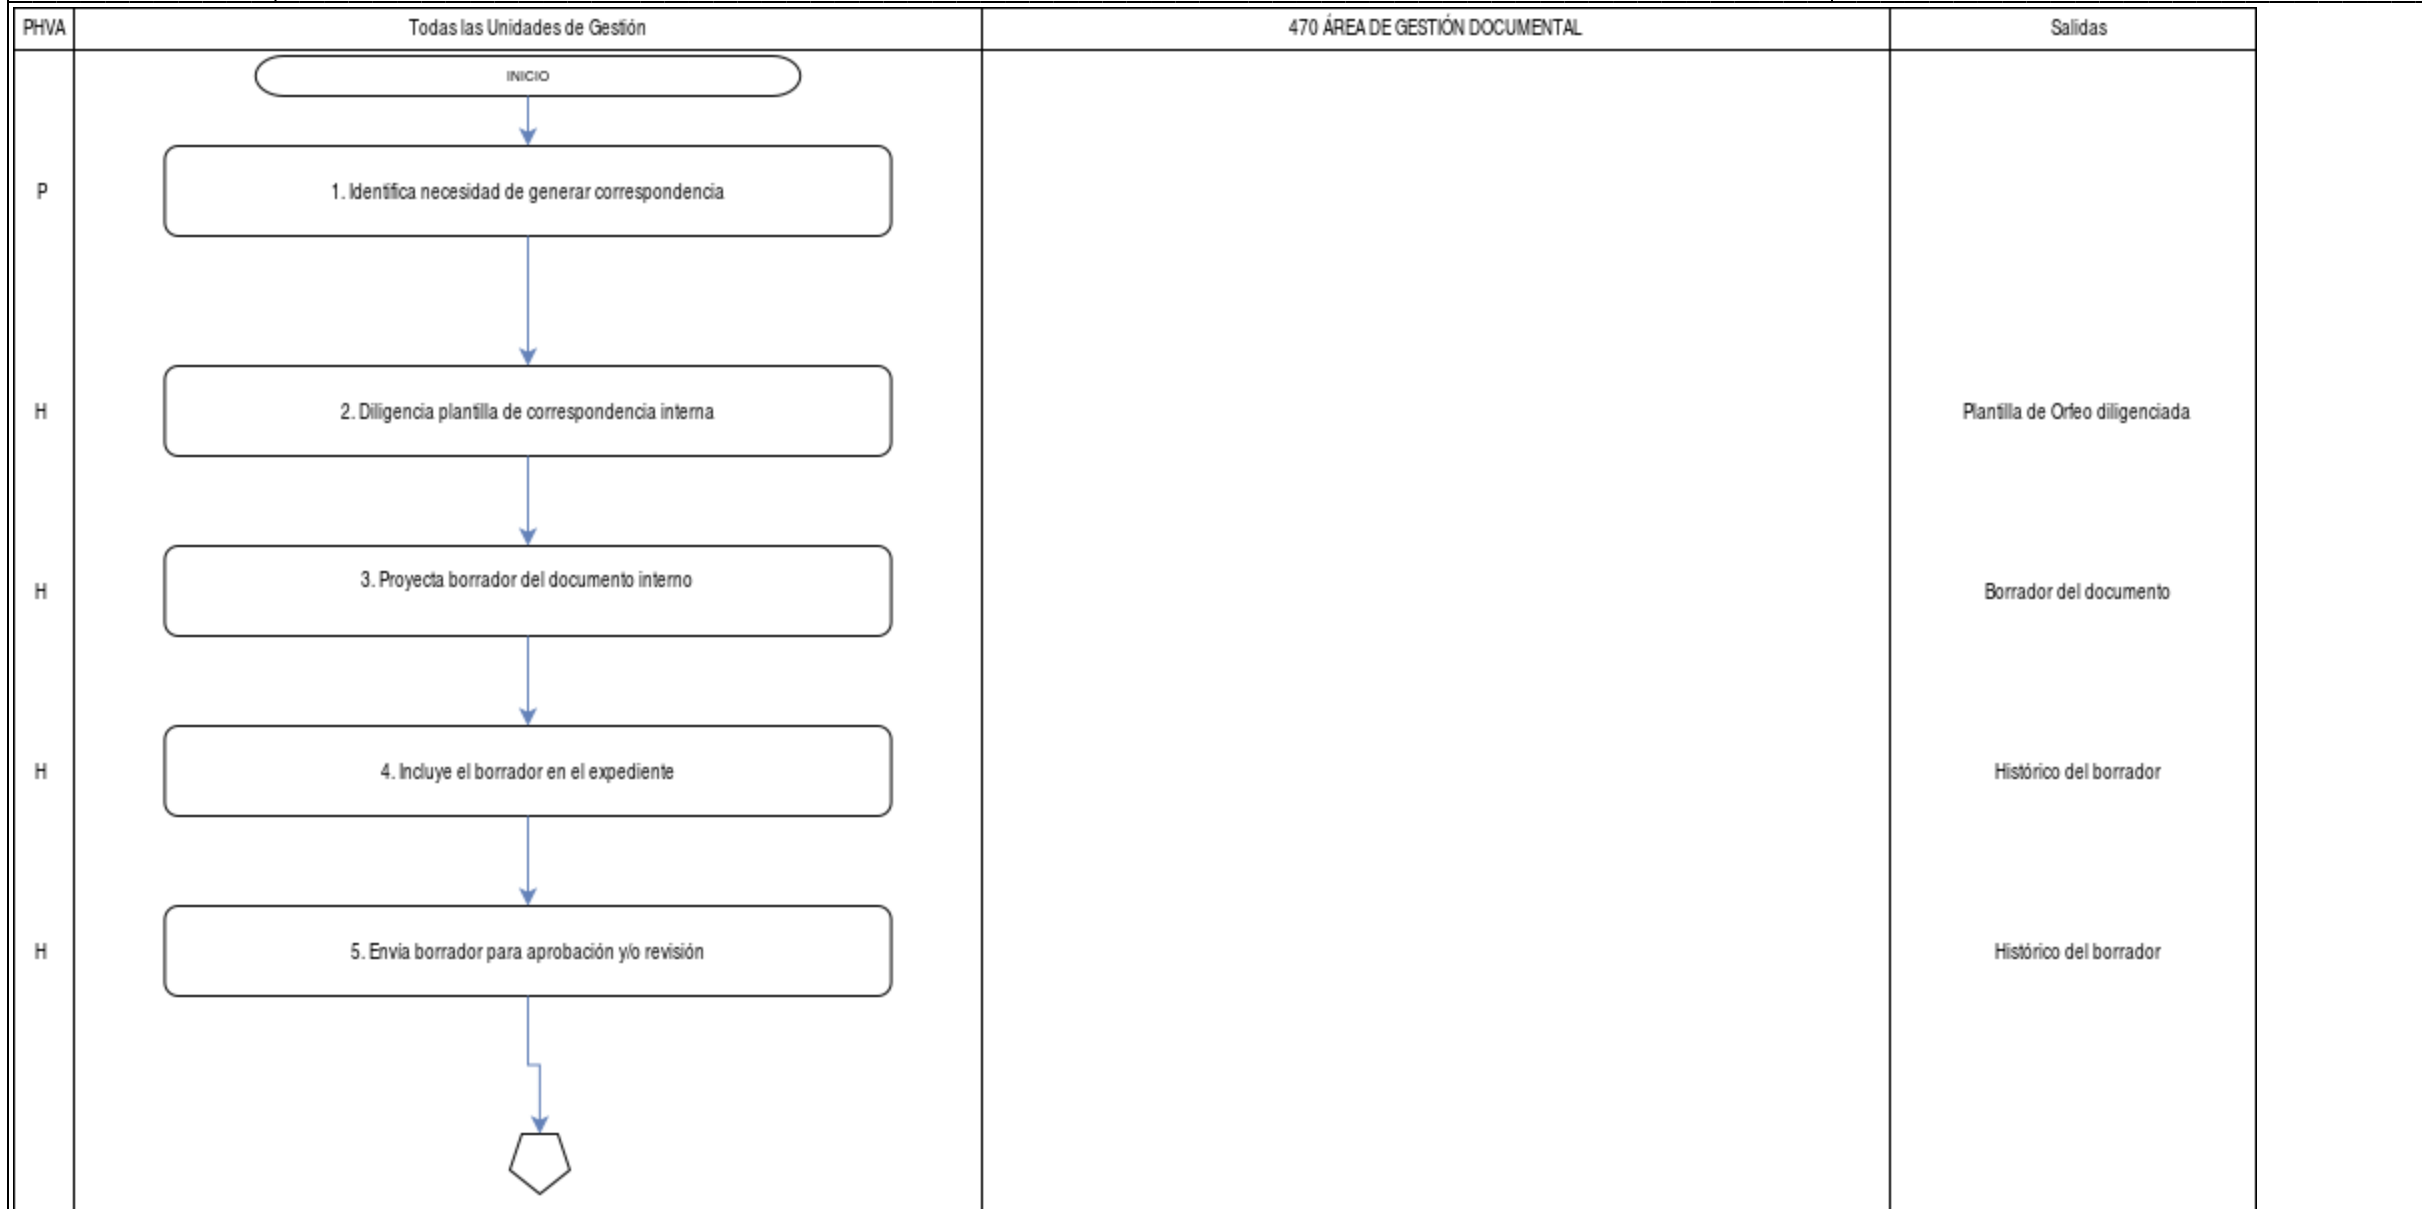 PHVA
Todas las Unidades de Gestión
470 ÁREA DE GESTIÓN DOCUMENTAL
Salidas
INICIO
P
1. Identifica necesidad de generar correspondencia
H
2. Diligencia plantilla de correspondencia interna
Plantilla de Orfeo diligenciada
H
3. Proyecta borrador del documento interno
Borrador del documento
H
4. Incluye el borrador en el expediente
Histórico del borrador
H
5. Envía borrador para aprobación y/o revisión
Histórico del borrador